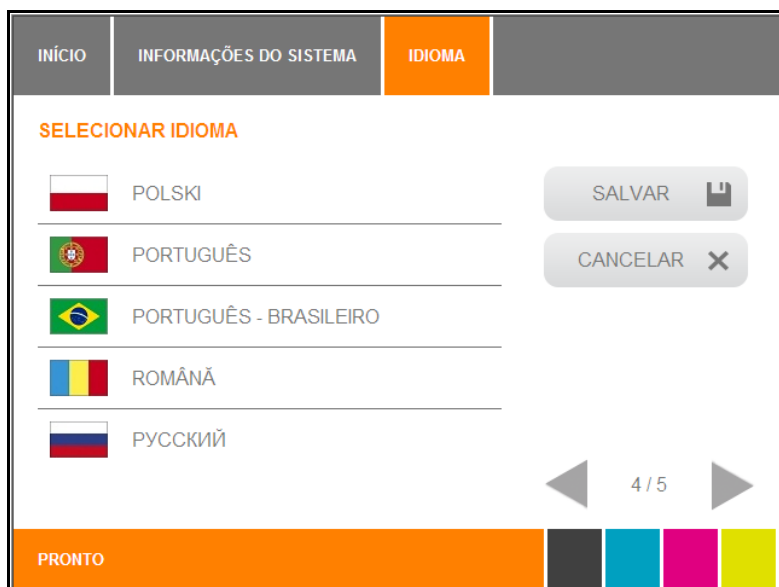 INÍCIO
INFORMAÇÕES DO SISTEMA
IDIOMA
SELECIONAR IDIOMA
POLSKI
PORTUGUÊS
PORTUGUÊS - BRASILEIRO
ROMÂNĂ
РУССКИЙ
SALVAR
CANCELAR
4 / 5
PRONTO